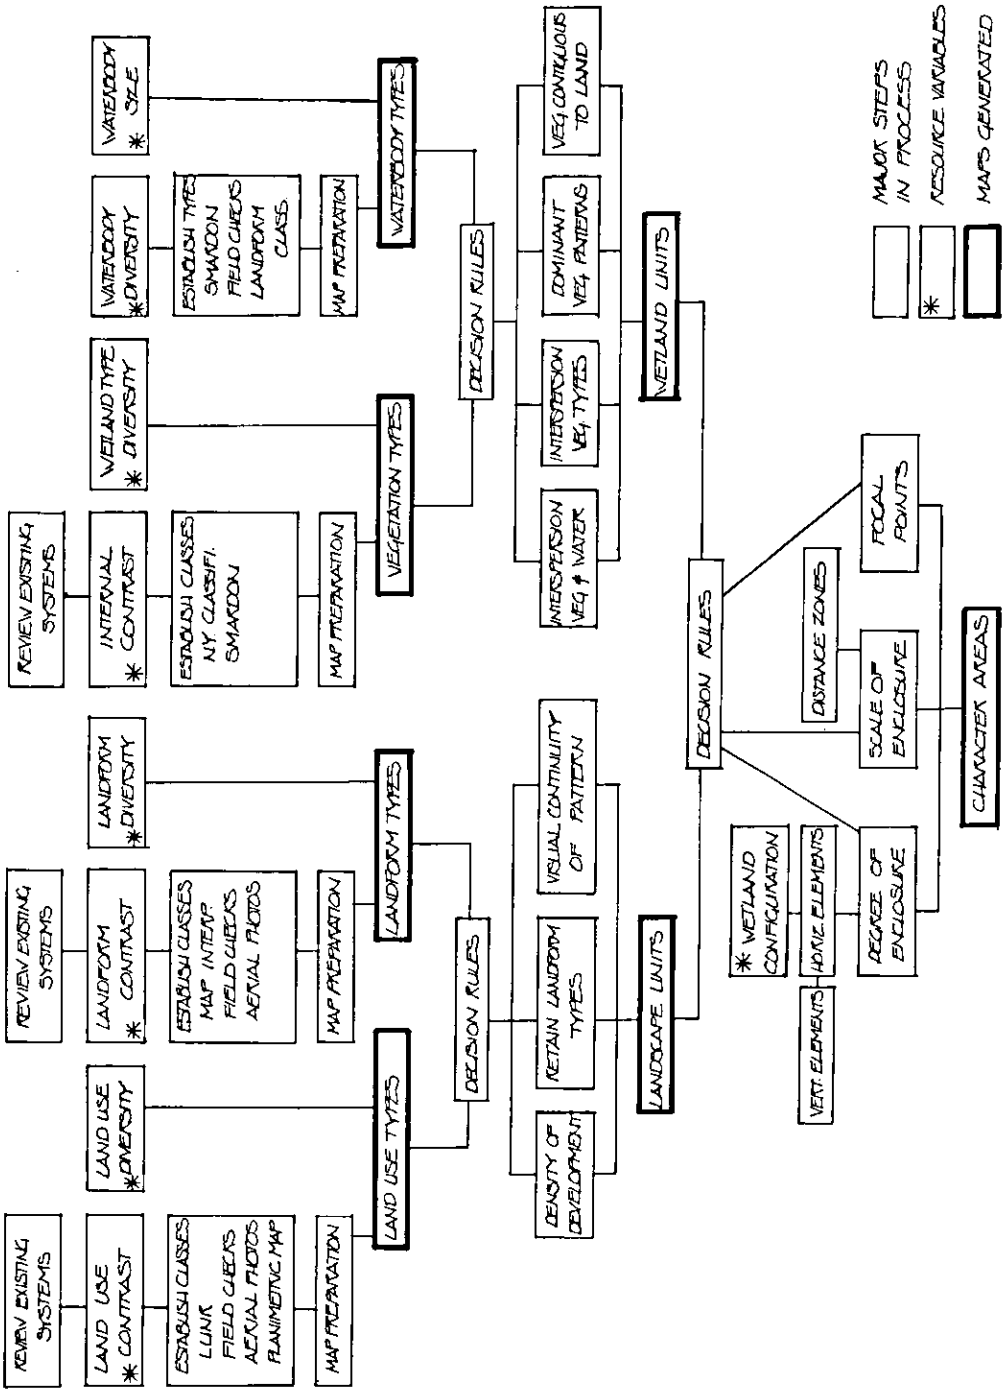 REVIEW EXISTING
SYSTEMS
REVIEW EXISTING
SYSTEMS
REVIEW EXISTING
SYSTEMS
LAND USE
* CONTRAST
LAND USE
* DIVERSITY
LANDFORM
* CONTRAST
LANDFORM
* DIVERSITY
INTERNAL
* CONTRAST
WETLAND TYPE
* DIVERSITY
WATERBODY
* DIVERSITY
WATERBODY
* SIZE
ESTABLISH CLASSES
LUNR
FIELD CHECKS
AERIAL PHOTOS
PLANIMETRIC MAP
ESTABLISH CLASSES
MAP INTERP.
FIELD CHECKS
AERIAL PHOTOS
ESTABLISH CLASSES
N.Y. CLASSIFI.
SMARDON
ESTABLISH TYPES
SMARDON
FIELD CHECKS
LANDFORM
CLASS.
MAP PREPARATION
MAP PREPARATION
MAP PREPARATION
MAP PREPARATION
LAND USE TYPES
LANDFORM TYPES
VEGETATION TYPES
WATERBODY TYPES
DECISION RULES
DECISION RULES
DENSITY OF
DEVELOPMENT
RETAIN LANDFORM
TYPES
VISUAL CONTINUITY
OF PATTERN
INTERSPERSION
VEG & WATER
INTERSPERSION
VEG. TYPES
DOMINANT
VEG. PATTERNS
VEG CONTIGUOUS
TO LAND
LANDSCAPE UNITS
WETLAND UNITS
DECISION RULES
* WETLAND
CONFIGURATION
VERT. ELEMENTS
HORIZ. ELEMENTS
DISTANCE ZONES
DEGREE OF
ENCLOSURE
SCALE OF
ENCLOSURE
FOCAL
POINTS
CHARACTER AREAS
MAJOR STEPS
IN PROCESS
* RESOURCE VARIABLES
MAPS GENERATED